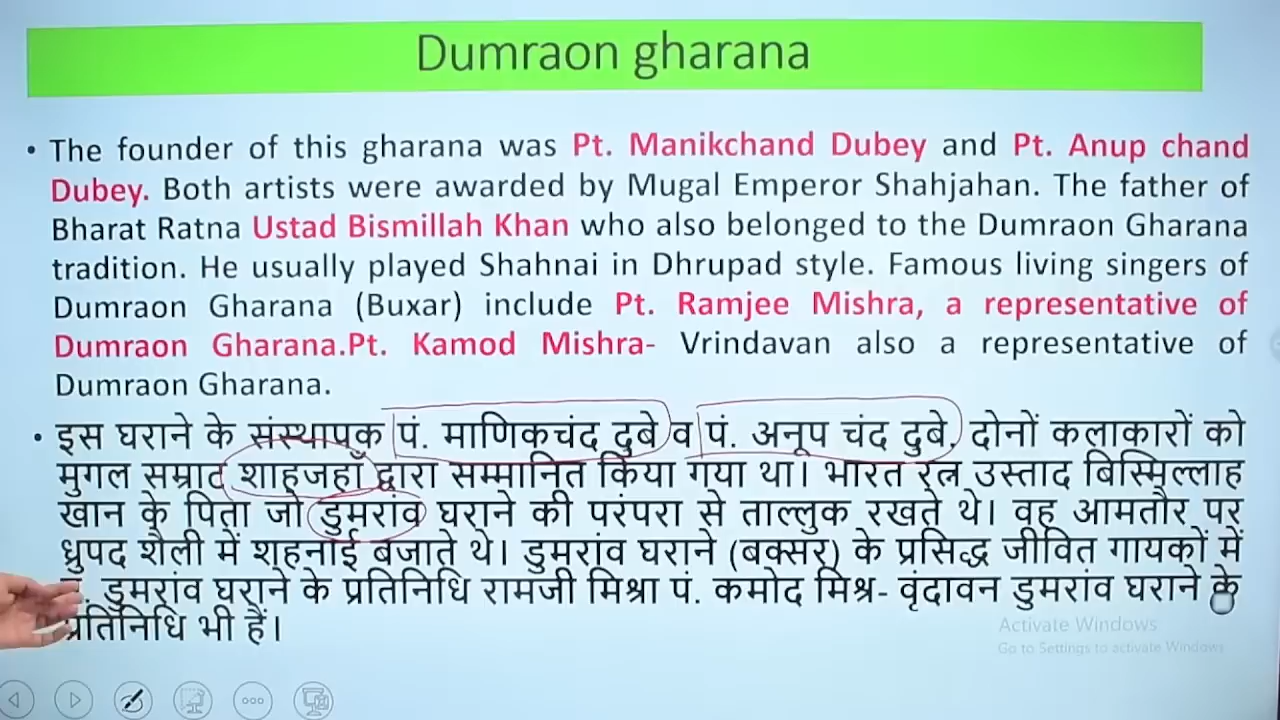 Dumraon gharana
• The founder of this gharana was Pt. Manikchand Dubey and Pt. Anup chand
Dubey. Both artists were awarded by Mugal Emperor Shahjahan. The father of
Bharat Ratna Ustad Bismillah Khan who also belonged to the Dumraon Gharana
tradition. He usually played Shahnai in Dhrupad style. Famous living singers of
Dumraon Gharana (Buxar) include Pt. Ramjee Mishra, a representative of
Dumraon Gharana.Pt. Kamod Mishra- Vrindavan also a representative of
Dumraon Gharana.
• इस घराने के संस्थापक पं. माणिकचंद दुबे व पं. अनूप चंद दुबे, दोनों कलाकारों को
मुगल सम्राट शाहजहाँ द्वारा सम्मानित किया गया था। भारत रत्न उस्ताद बिस्मिल्लाह
खान के पिता जो डुमरांव घराने की परंपरा से ताल्लुक रखते थे। वह आमतौर पर
ध्रुपद शैली में शहनाई बजाते थे। डुमरांव घराने (बक्सर) के प्रसिद्ध जीवित गायकों में
डुमरांव घराने के प्रतिनिधि रामजी मिश्रा पं. कमोद मिश्र- वृंदावन डुमरांव घराने के
प्रतिनिधि भी हैं।
Activate Windows
Go to Settings to activate Windows.